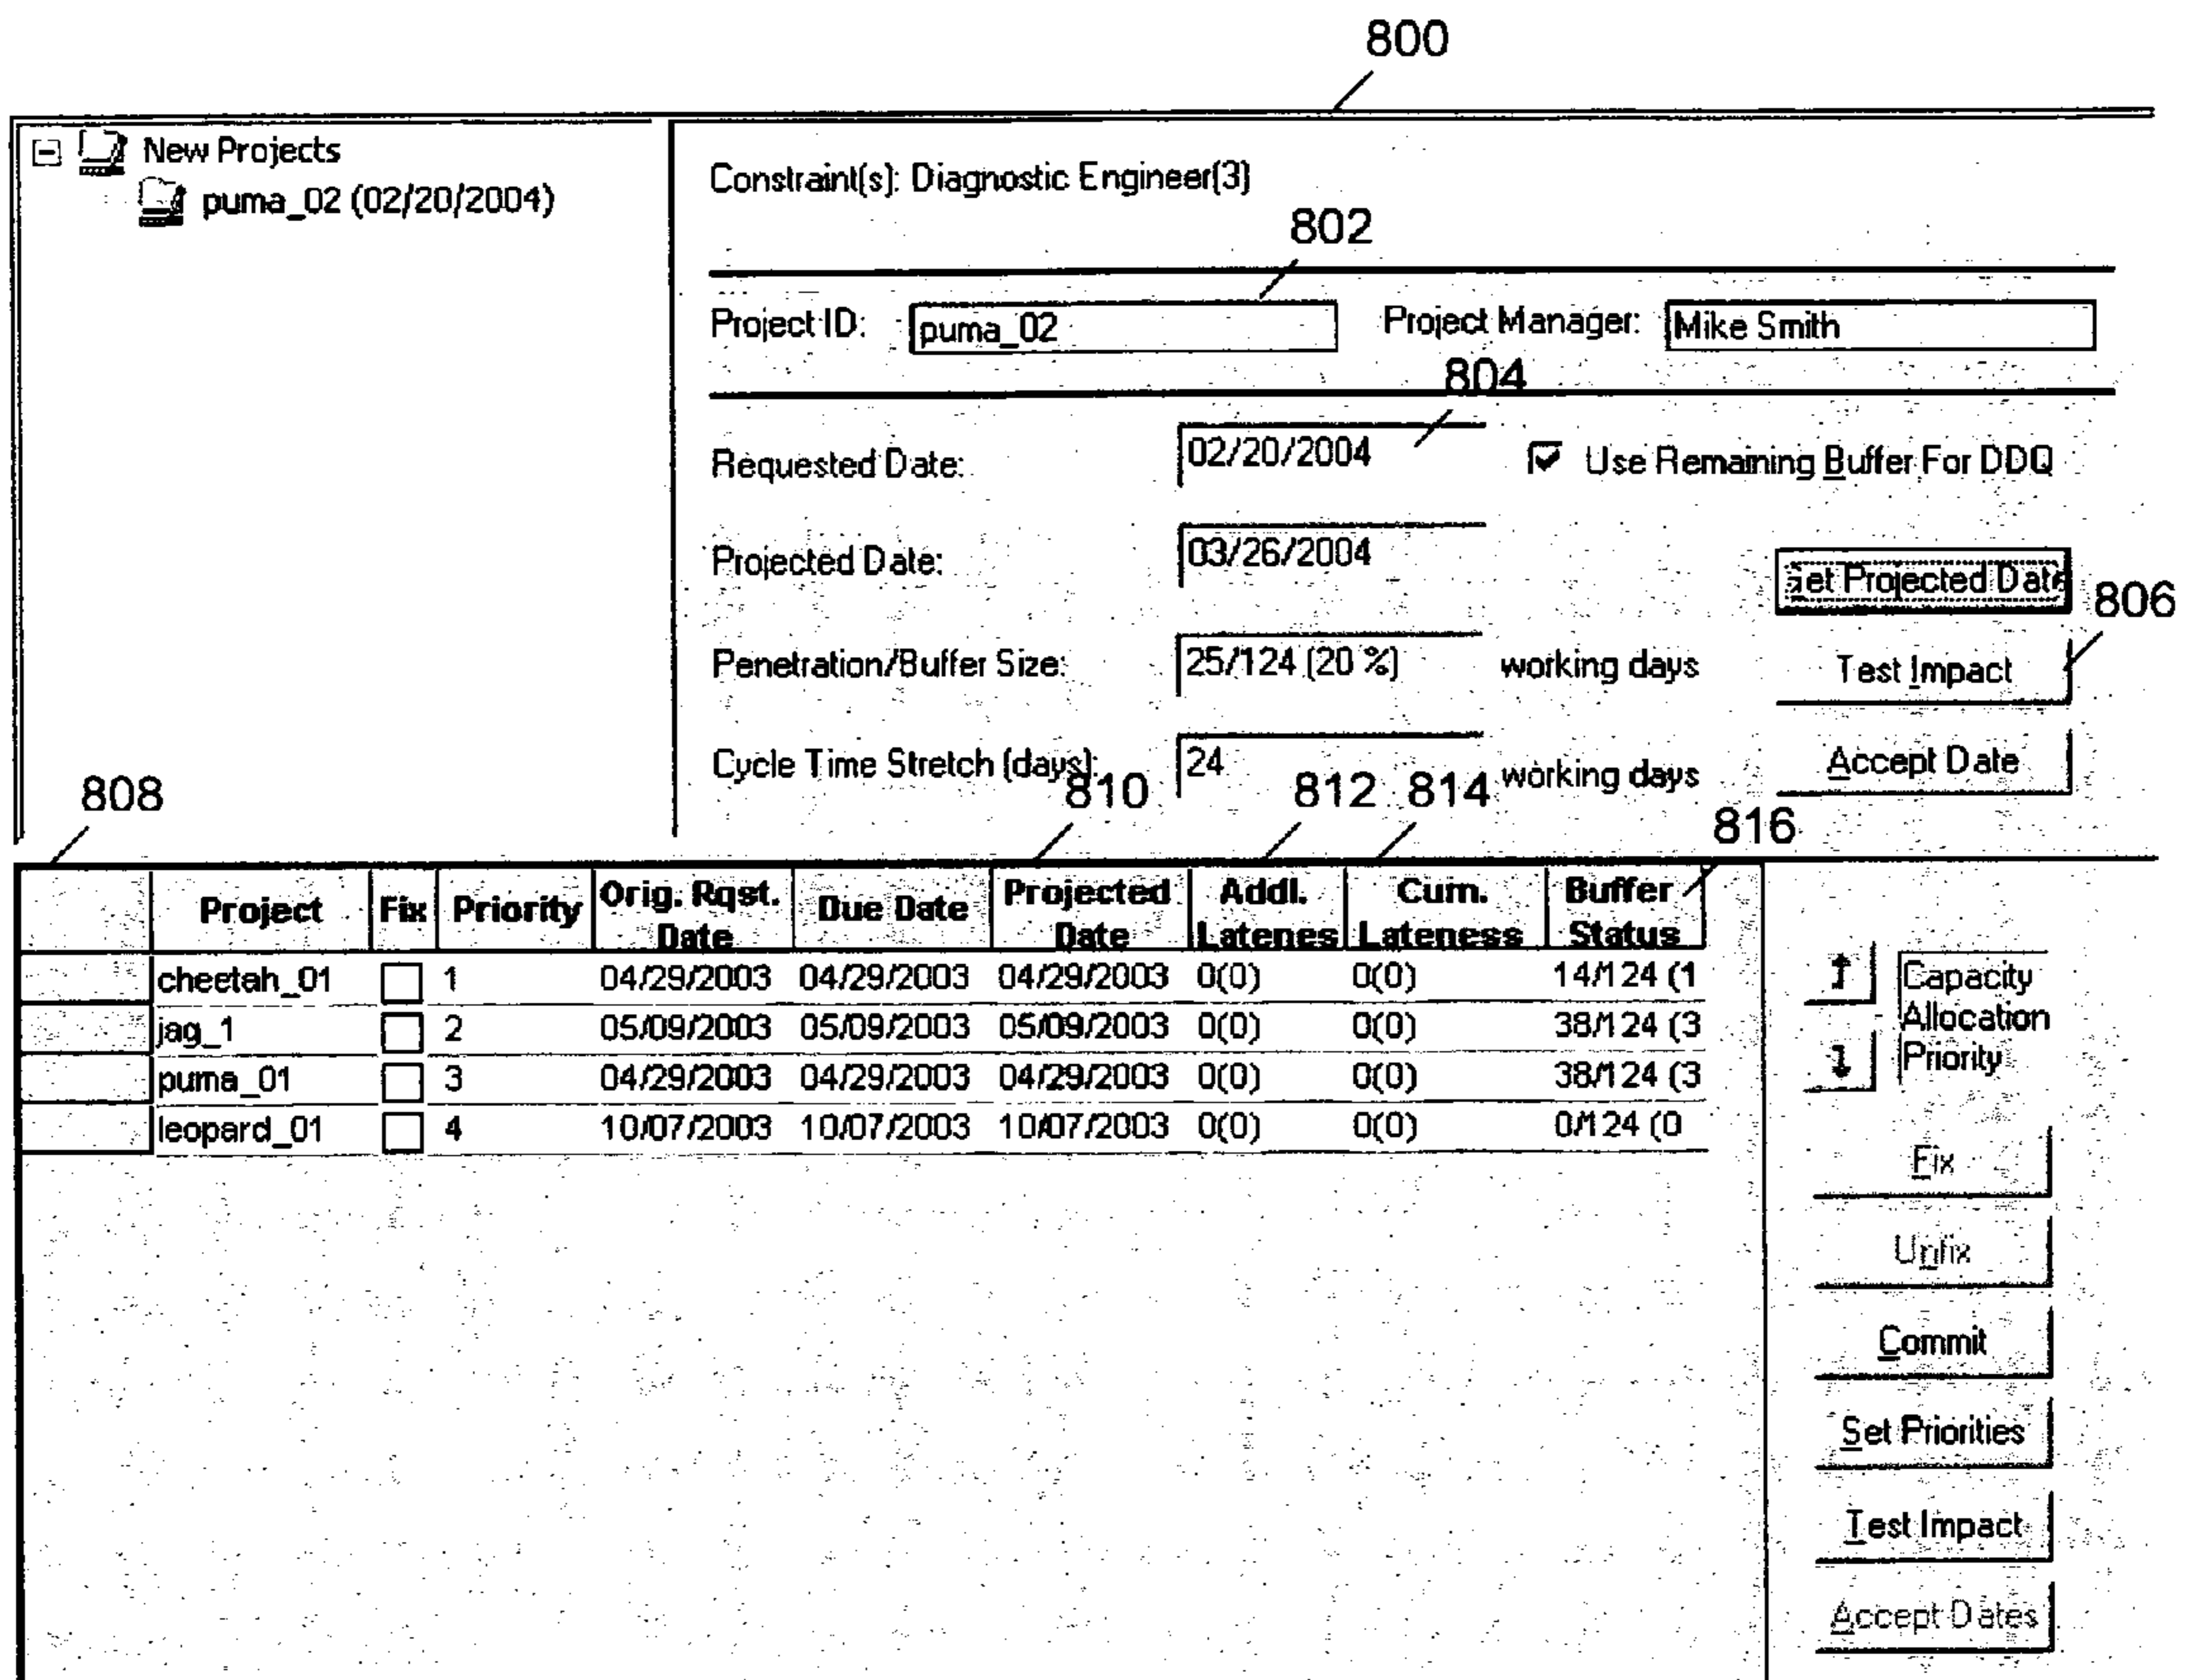 800
New Projects
puma_02 (02/20/2004)
Constraint(s): Diagnostic Engineer(3)
802
Project ID: puma_02 Project Manager: Mike Smith
804
Requested Date: 02/20/2004 Use Remaining Buffer For DDQ
Projected Date: 03/26/2004
et Projected Date
806
Penetration/Buffer Size: 25/124 (20 %) working days Test Impact
Cycle Time Stretch (days): 24 working days Accept Date
808 810 812 814 816
Project Fix Priority Orig. Rqst. Date Due Date Projected Date Addl. Latenes Cum. Lateness Buffer Status
cheetah_01 1 04/29/2003 04/29/2003 04/29/2003 0(0) 0(0) 14/124 (1
jag_1 2 05/09/2003 05/09/2003 05/09/2003 0(0) 0(0) 38/124 (3
puma_01 3 04/29/2003 04/29/2003 04/29/2003 0(0) 0(0) 38/124 (3
leopard_01 4 10/07/2003 10/07/2003 10/07/2003 0(0) 0(0) 0/124 (0
Capacity
Allocation
Priority
Fix
Unfix
Commit
Set Priorities
Test Impact
Accept Dates